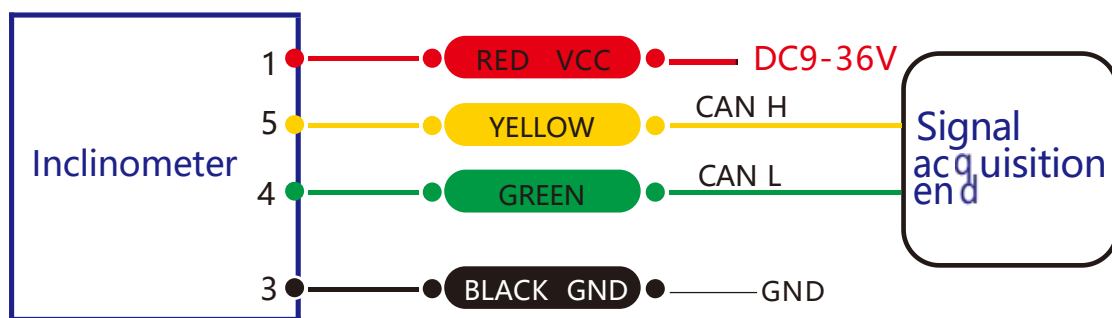 1 RED VCC DC9-36V
5 YELLOW CAN H
Inclinometer
4 GREEN CAN L
3 BLACK GND GND
Signal
acquisition
end